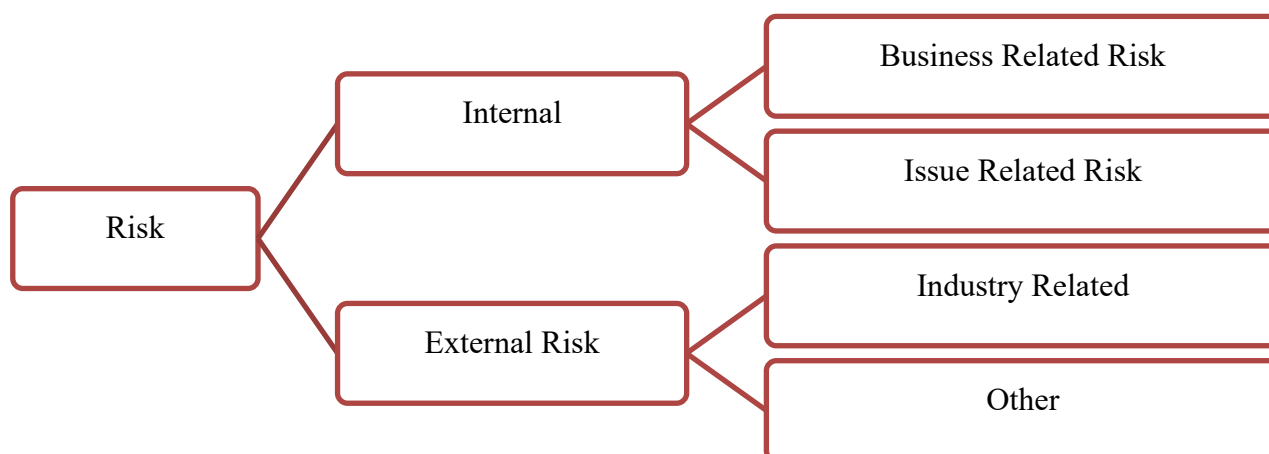 Risk
Internal
Business Related Risk
Issue Related Risk
External Risk
Industry Related
Other